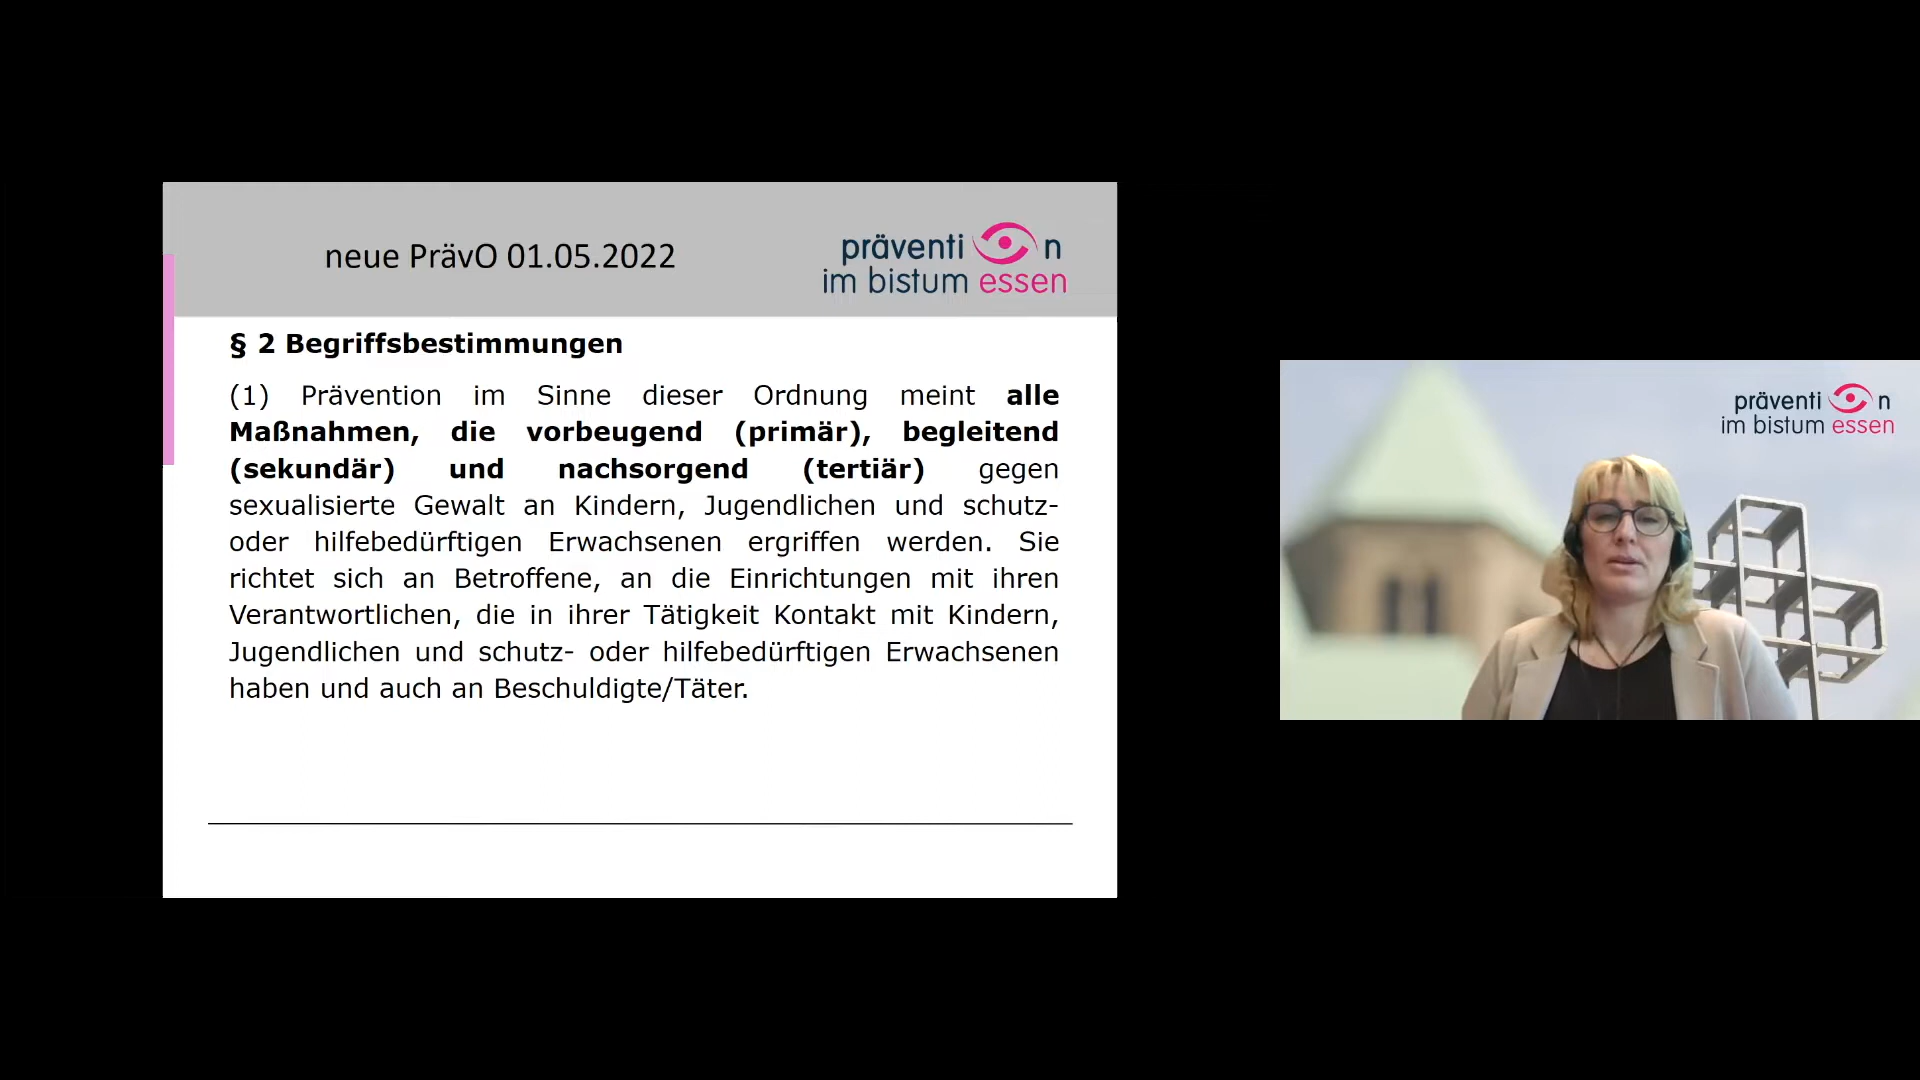 neue PrävO 01.05.2022
präventi n
im bistum essen
§ 2 Begriffsbestimmungen
(1) Prävention im Sinne dieser Ordnung meint alle
Maßnahmen, die vorbeugend (primär), begleitend
(sekundär) und nachsorgend (tertiär) gegen
sexualisierte Gewalt an Kindern, Jugendlichen und schutz-
oder hilfebedürftigen Erwachsenen ergriffen werden. Sie
richtet sich an Betroffene, an die Einrichtungen mit ihren
Verantwortlichen, die in ihrer Tätigkeit Kontakt mit Kindern,
Jugendlichen und schutz- oder hilfebedürftigen Erwachsenen
haben und auch an Beschuldigte/Täter.
präventi n
im bistum essen